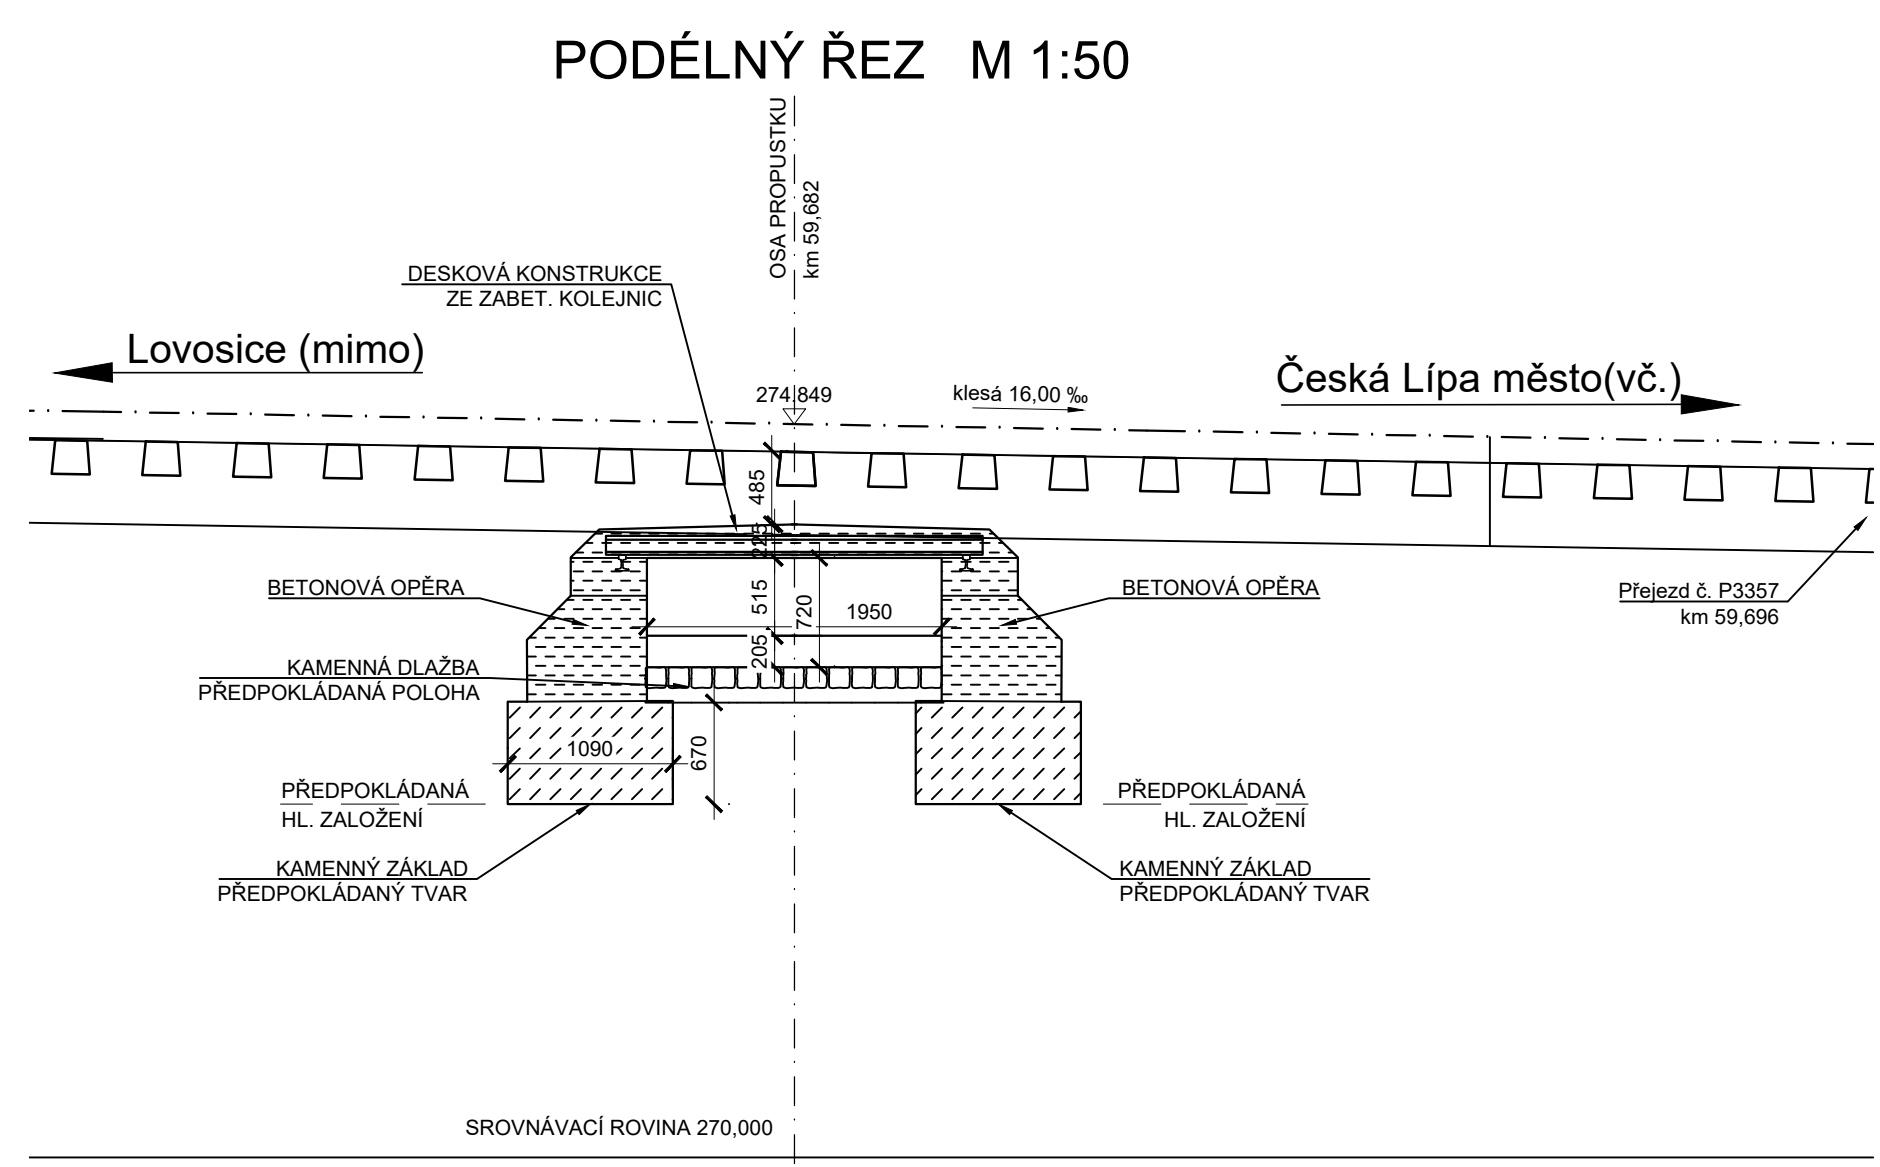 PODÉLNÝ ŘEZ M 1:50
OSA PROPUSTKU
km 59,682
DESKOVÁ KONSTRUKCE
ZE ZABET. KOLEJNIC
Lovosice (mimo)
Česká Lípa město(vč.)
274.849
klesá 16,00 ‰
485
225
515
720
205
1950
BETONOVÁ OPĚRA
BETONOVÁ OPĚRA
Přejezd č. P3357
km 59,696
KAMENNÁ DLAŽBA
PŘEDPOKLÁDANÁ POLOHA
1090
670
PŘEDPOKLÁDANÁ
HL. ZALOŽENÍ
PŘEDPOKLÁDANÁ
HL. ZALOŽENÍ
KAMENNÝ ZÁKLAD
PŘEDPOKLÁDANÝ TVAR
KAMENNÝ ZÁKLAD
PŘEDPOKLÁDANÝ TVAR
SROVNÁVACÍ ROVINA 270,000